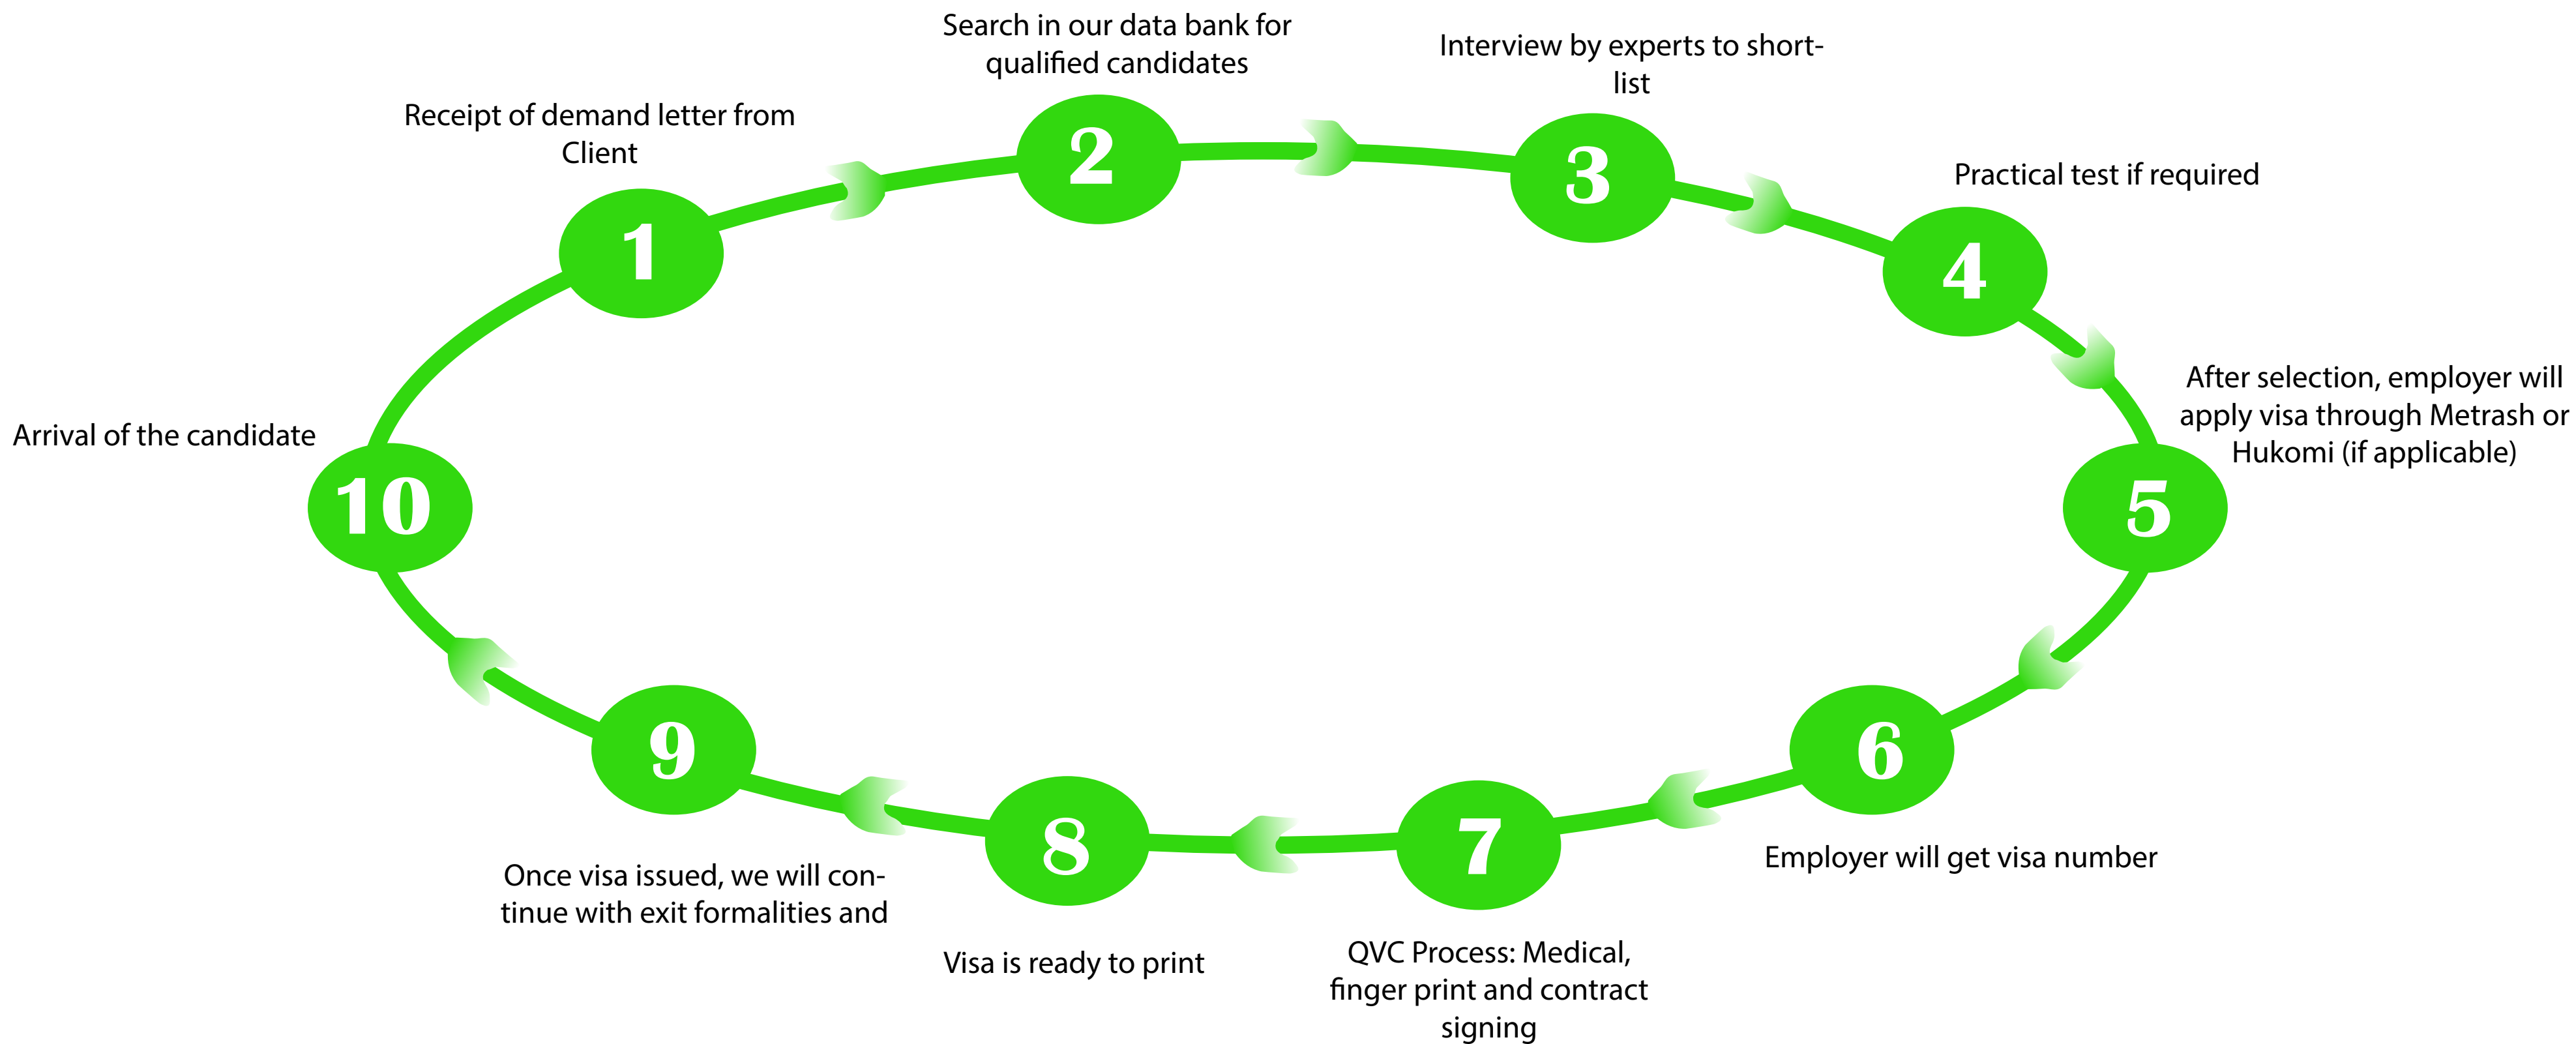 Receipt of demand letter from
Client
1
Search in our data bank for
qualified candidates
2
Interview by experts to short-
list
3
Practical test if required
4
After selection, employer will
apply visa through Metrash or
Hukomi (if applicable)
5
6
Employer will get visa number
7
QVC Process: Medical,
finger print and contract
signing
8
Visa is ready to print
9
Once visa issued, we will con-
tinue with exit formalities and
Arrival of the candidate
10